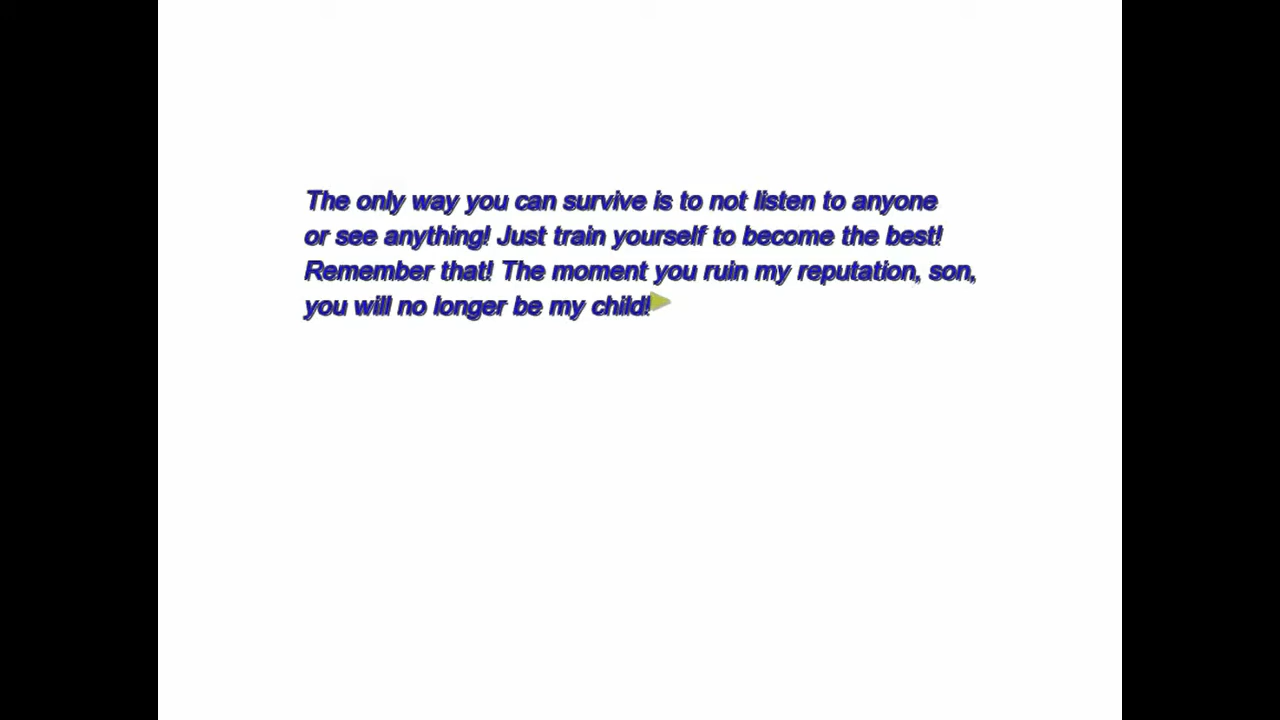 The only way you can survive is to not listen to anyone
or see anything! Just train yourself to become the best!
Remember that! The moment you ruin my reputation, son,
you will no longer be my child!